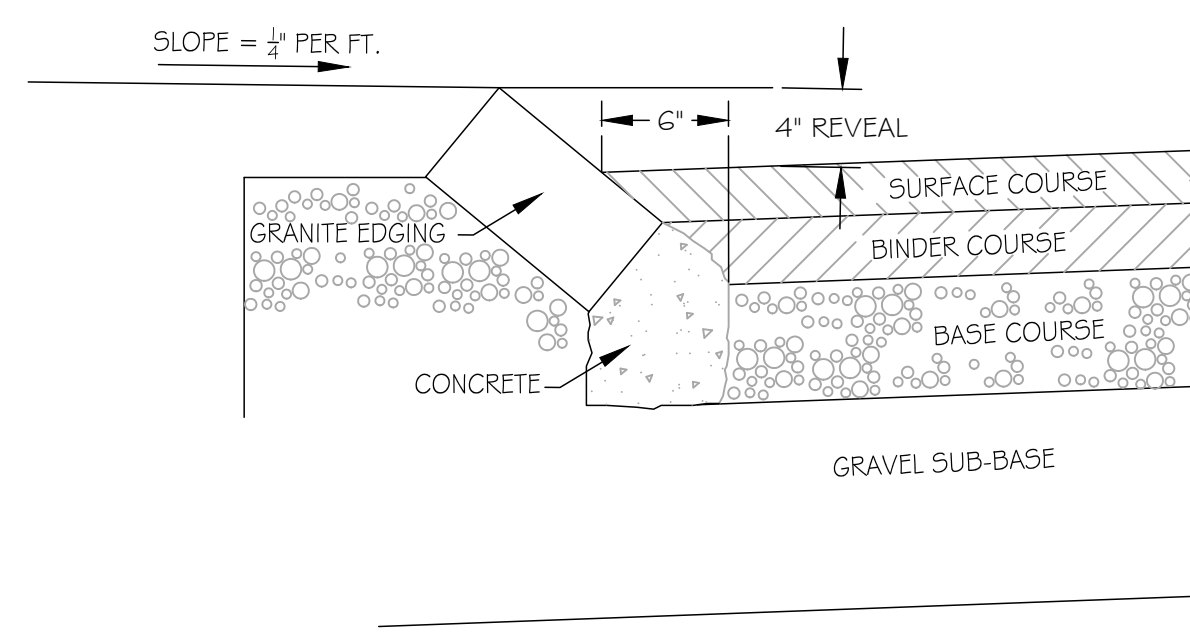 SLOPE = 1/4" PER FT.
6"
4" REVEAL
SURFACE COURSE
GRANITE EDGING
BINDER COURSE
BASE COURSE
CONCRETE
GRAVEL SUB-BASE